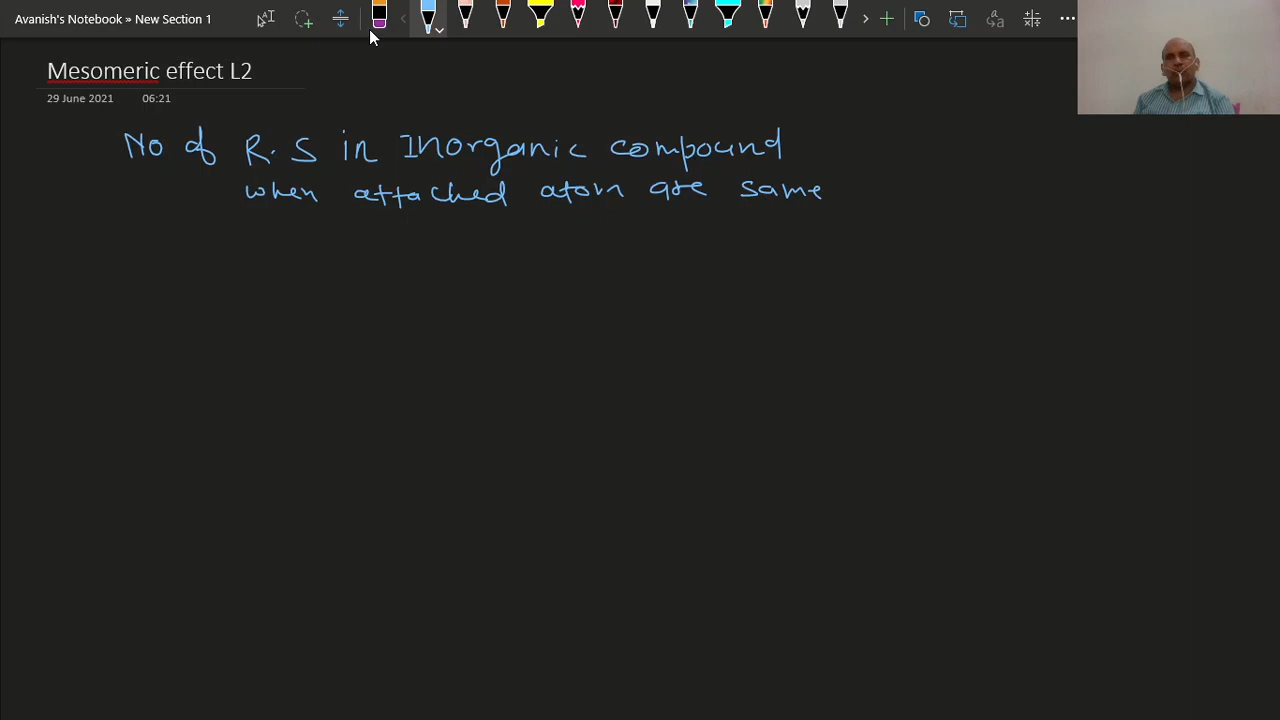 Avanish's Notebook » New Section 1
Mesomeric effect L2
29 June 2021 06:21
No of R.S in Inorganic compound
when attached atom are same